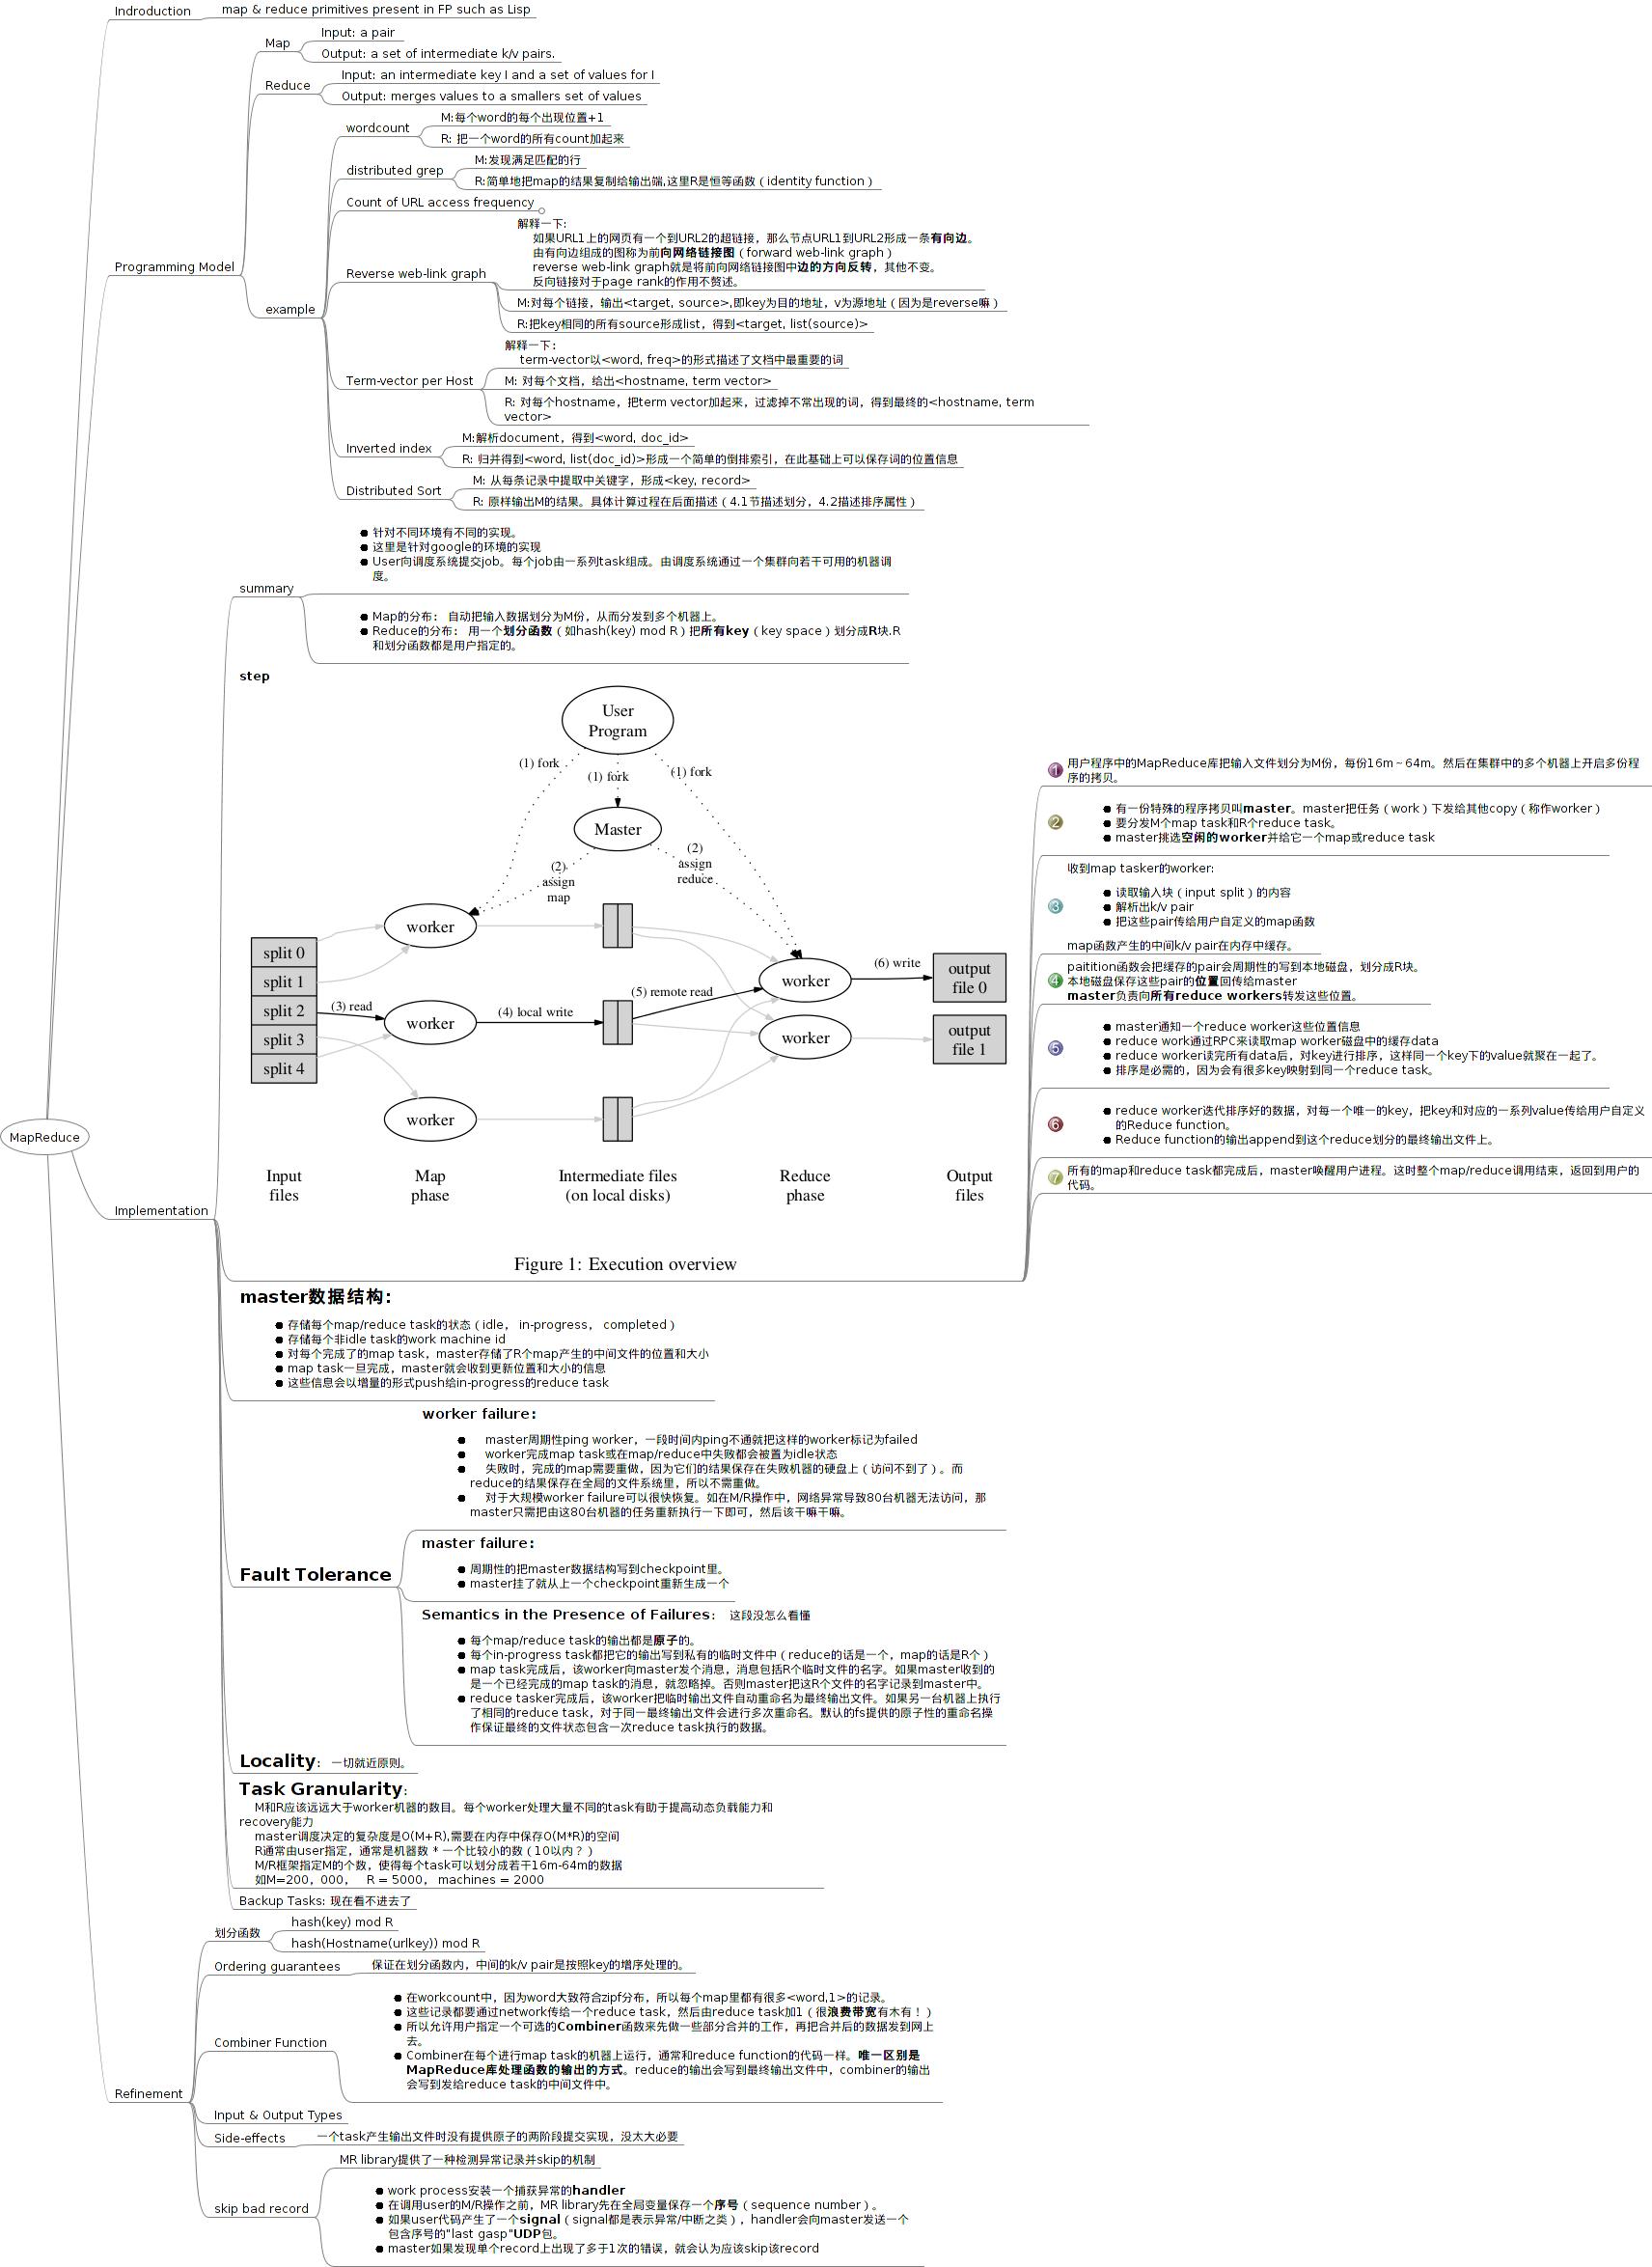 MapReduce
Indroduction
map & reduce primitives present in FP such as Lisp
Programming Model
Map
Input: a pair
Output: a set of intermediate k/v pairs.
Reduce
Input: an intermediate key I and a set of values for I
Output: merges values to a smallers set of values
example
wordcount
M:每个word的每个出现位置+1
R: 把一个word的所有count加起来
distributed grep
M:发现满足匹配的行
R:简单地把map的结果复制给输出端,这里R是恒等函数（identity function）
Count of URL access frequency
Reverse web-link graph
解释一下:
如果URL1上的网页有一个到URL2的超链接，那么节点URL1到URL2形成一条有向边。
由有向边组成的图称为前向网络链接图（forward web-link graph）
reverse web-link graph就是将前向网络链接图中边的方向反转，其他不变。
反向链接对于page rank的作用不赘述。
M:对每个链接，输出<target, source>,即key为目的地址，v为源地址（因为是reverse嘛）
R:把key相同的所有source形成list，得到<target, list(source)>
Term-vector per Host
解释一下：
term-vector以<word, freq>的形式描述了文档中最重要的词
M: 对每个文档，给出<hostname, term vector>
R: 对每个hostname，把term vector加起来，过滤掉不常出现的词，得到最终的<hostname, term
vector>
Inverted index
M:解析document，得到<word, doc_id>
R: 归并得到<word, list(doc_id)>形成一个简单的倒排索引，在此基础上可以保存词的位置信息
Distributed Sort
M: 从每条记录中提取中关键字，形成<key, record>
R: 原样输出M的结果。具体计算过程在后面描述（4.1节描述划分，4.2描述排序属性）
Implementation
summary
● 针对不同环境有不同的实现。
● 这里是针对google的环境的实现
● User向调度系统提交job。每个job由一系列task组成。由调度系统通过一个集群向若干可用的机器调
度。
● Map的分布： 自动把输入数据划分为M份，从而分发到多个机器上。
● Reduce的分布： 用一个划分函数（如hash(key) mod R）把所有key（key space）划分成R块.R
和划分函数都是用户指定的。
step
User
Program
(1) fork
(1) fork
(1) fork
Master
(2)
assign
map
(2)
assign
reduce
split 0
split 1
split 2
split 3
split 4
(3) read
worker
worker
worker
(4) local write
(5) remote read
worker
worker
(6) write
output
file 0
output
file 1
Input
files
Map
phase
Intermediate files
(on local disks)
Reduce
phase
Output
files
Figure 1: Execution overview
1 用户程序中的MapReduce库把输入文件划分为M份，每份16m～64m。然后在集群中的多个机器上开启多份程
序的拷贝。
2
● 有一份特殊的程序拷贝叫master。master把任务（work）下发给其他copy（称作worker）
● 要分发M个map task和R个reduce task。
● master挑选空闲的worker并给它一个map或reduce task
3
收到map tasker的worker:
● 读取输入块（input split）的内容
● 解析出k/v pair
● 把这些pair传给用户自定义的map函数
map函数产生的中间k/v pair在内存中缓存。
4
paitition函数会把缓存的pair会周期性的写到本地磁盘，划分成R块。
本地磁盘保存这些pair的位置回传给master
master负责向所有reduce workers转发这些位置。
5
● master通知一个reduce worker这些位置信息
● reduce work通过RPC来读取map worker磁盘中的缓存data
● reduce worker读完所有data后，对key进行排序，这样同一个key下的value就聚在一起了。
● 排序是必需的，因为会有很多key映射到同一个reduce task。
6
● reduce worker迭代排序好的数据，对每一个唯一的key，把key和对应的一系列value传给用户自定义
的Reduce function。
● Reduce function的输出append到这个reduce划分的最终输出文件上。
7 所有的map和reduce task都完成后，master唤醒用户进程。这时整个map/reduce调用结束，返回到用户的
代码。
master数据结构：
● 存储每个map/reduce task的状态（idle， in-progress， completed）
● 存储每个非idle task的work machine id
● 对每个完成了的map task，master存储了R个map产生的中间文件的位置和大小
● map task一旦完成，master就会收到更新位置和大小的信息
● 这些信息会以增量的形式push给in-progress的reduce task
Fault Tolerance
worker failure：
● master周期性ping worker，一段时间内ping不通就把这样的worker标记为failed
● worker完成map task或在map/reduce中失败都会被置为idle状态
● 失败时，完成的map需要重做，因为它们的结果保存在失败机器的硬盘上（访问不到了）。而
reduce的结果保存在全局的文件系统里，所以不需重做。
● 对于大规模worker failure可以很快恢复。如在M/R操作中，网络异常导致80台机器无法访问，那
master只需把由这80台机器的任务重新执行一下即可，然后该干嘛干嘛。
master failure：
● 周期性的把master数据结构写到checkpoint里。
● master挂了就从上一个checkpoint重新生成一个
Semantics in the Presence of Failures： 这段没怎么看懂
● 每个map/reduce task的输出都是原子的。
● 每个in-progress task都把它的输出写到私有的临时文件中（reduce的话是一个，map的话是R个）
● map task完成后，该worker向master发个消息，消息包括R个临时文件的名字。如果master收到的
是一个已经完成的map task的消息，就忽略掉。否则master把这R个文件的名字记录到master中。
● reduce tasker完成后，该worker把临时输出文件自动重命名为最终输出文件。如果另一台机器上执行
了相同的reduce task，对于同一最终输出文件会进行多次重命名。默认的fs提供的原子性的重命名操
作保证最终的文件状态包含一次reduce task执行的数据。
Locality： 一切就近原则。
Task Granularity：
M和R应该远远大于worker机器的数目。每个worker处理大量不同的task有助于提高动态负载能力和
recovery能力
master调度决定的复杂度是O(M+R),需要在内存中保存O(M*R)的空间
R通常由user指定，通常是机器数 * 一个比较小的数（10以内？）
M/R框架指定M的个数，使得每个task可以划分成若干16m-64m的数据
如M=200，000， R = 5000， machines = 2000
Backup Tasks: 现在看不进去了
Refinement
划分函数
hash(key) mod R
hash(Hostname(urlkey)) mod R
Ordering guarantees
保证在划分函数内，中间的k/v pair是按照key的增序处理的。
Combiner Function
● 在workcount中，因为word大致符合zipf分布，所以每个map里都有很多<word,1>的记录。
● 这些记录都要通过network传给一个reduce task，然后由reduce task加1（很浪费带宽有木有！）
● 所以允许用户指定一个可选的Combiner函数来先做一些部分合并的工作，再把合并后的数据发到网上
去。
● Combiner在每个进行map task的机器上运行，通常和reduce function的代码一样。唯一区别是
MapReduce库处理函数的输出的方式。reduce的输出会写到最终输出文件中，combiner的输出
会写到发给reduce task的中间文件中。
Input & Output Types
Side-effects
一个task产生输出文件时没有提供原子的两阶段提交实现，没太大必要
skip bad record
MR library提供了一种检测异常记录并skip的机制
● work process安装一个捕获异常的handler
● 在调用user的M/R操作之前，MR library先在全局变量保存一个序号（sequence number）。
● 如果user代码产生了一个signal（signal都是表示异常/中断之类），handler会向master发送一个
包含序号的"last gasp"UDP包。
● master如果发现单个record上出现了多于1次的错误，就会认为应该skip该record